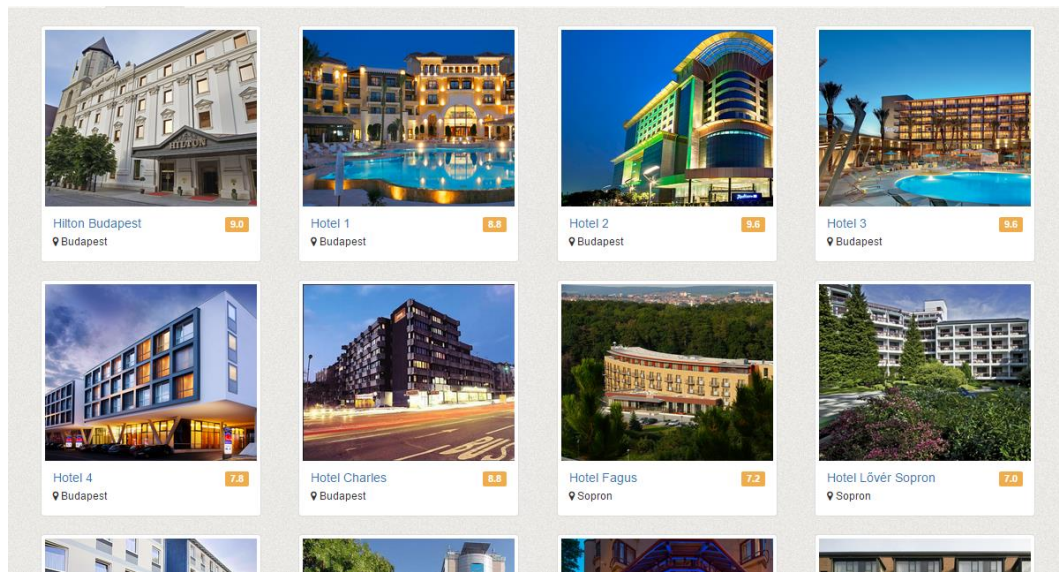 HILTON
Hilton Budapest 9.0
Budapest
Hotel 1 8.8
Budapest
Hotel 2 9.6
Budapest
Hotel 3 9.6
Budapest
BUS
Hotel 4 7.8
Budapest
Hotel Charles 8.8
Budapest
Hotel Fagus 7.2
Sopron
Hotel Lővér Sopron 7.0
Sopron